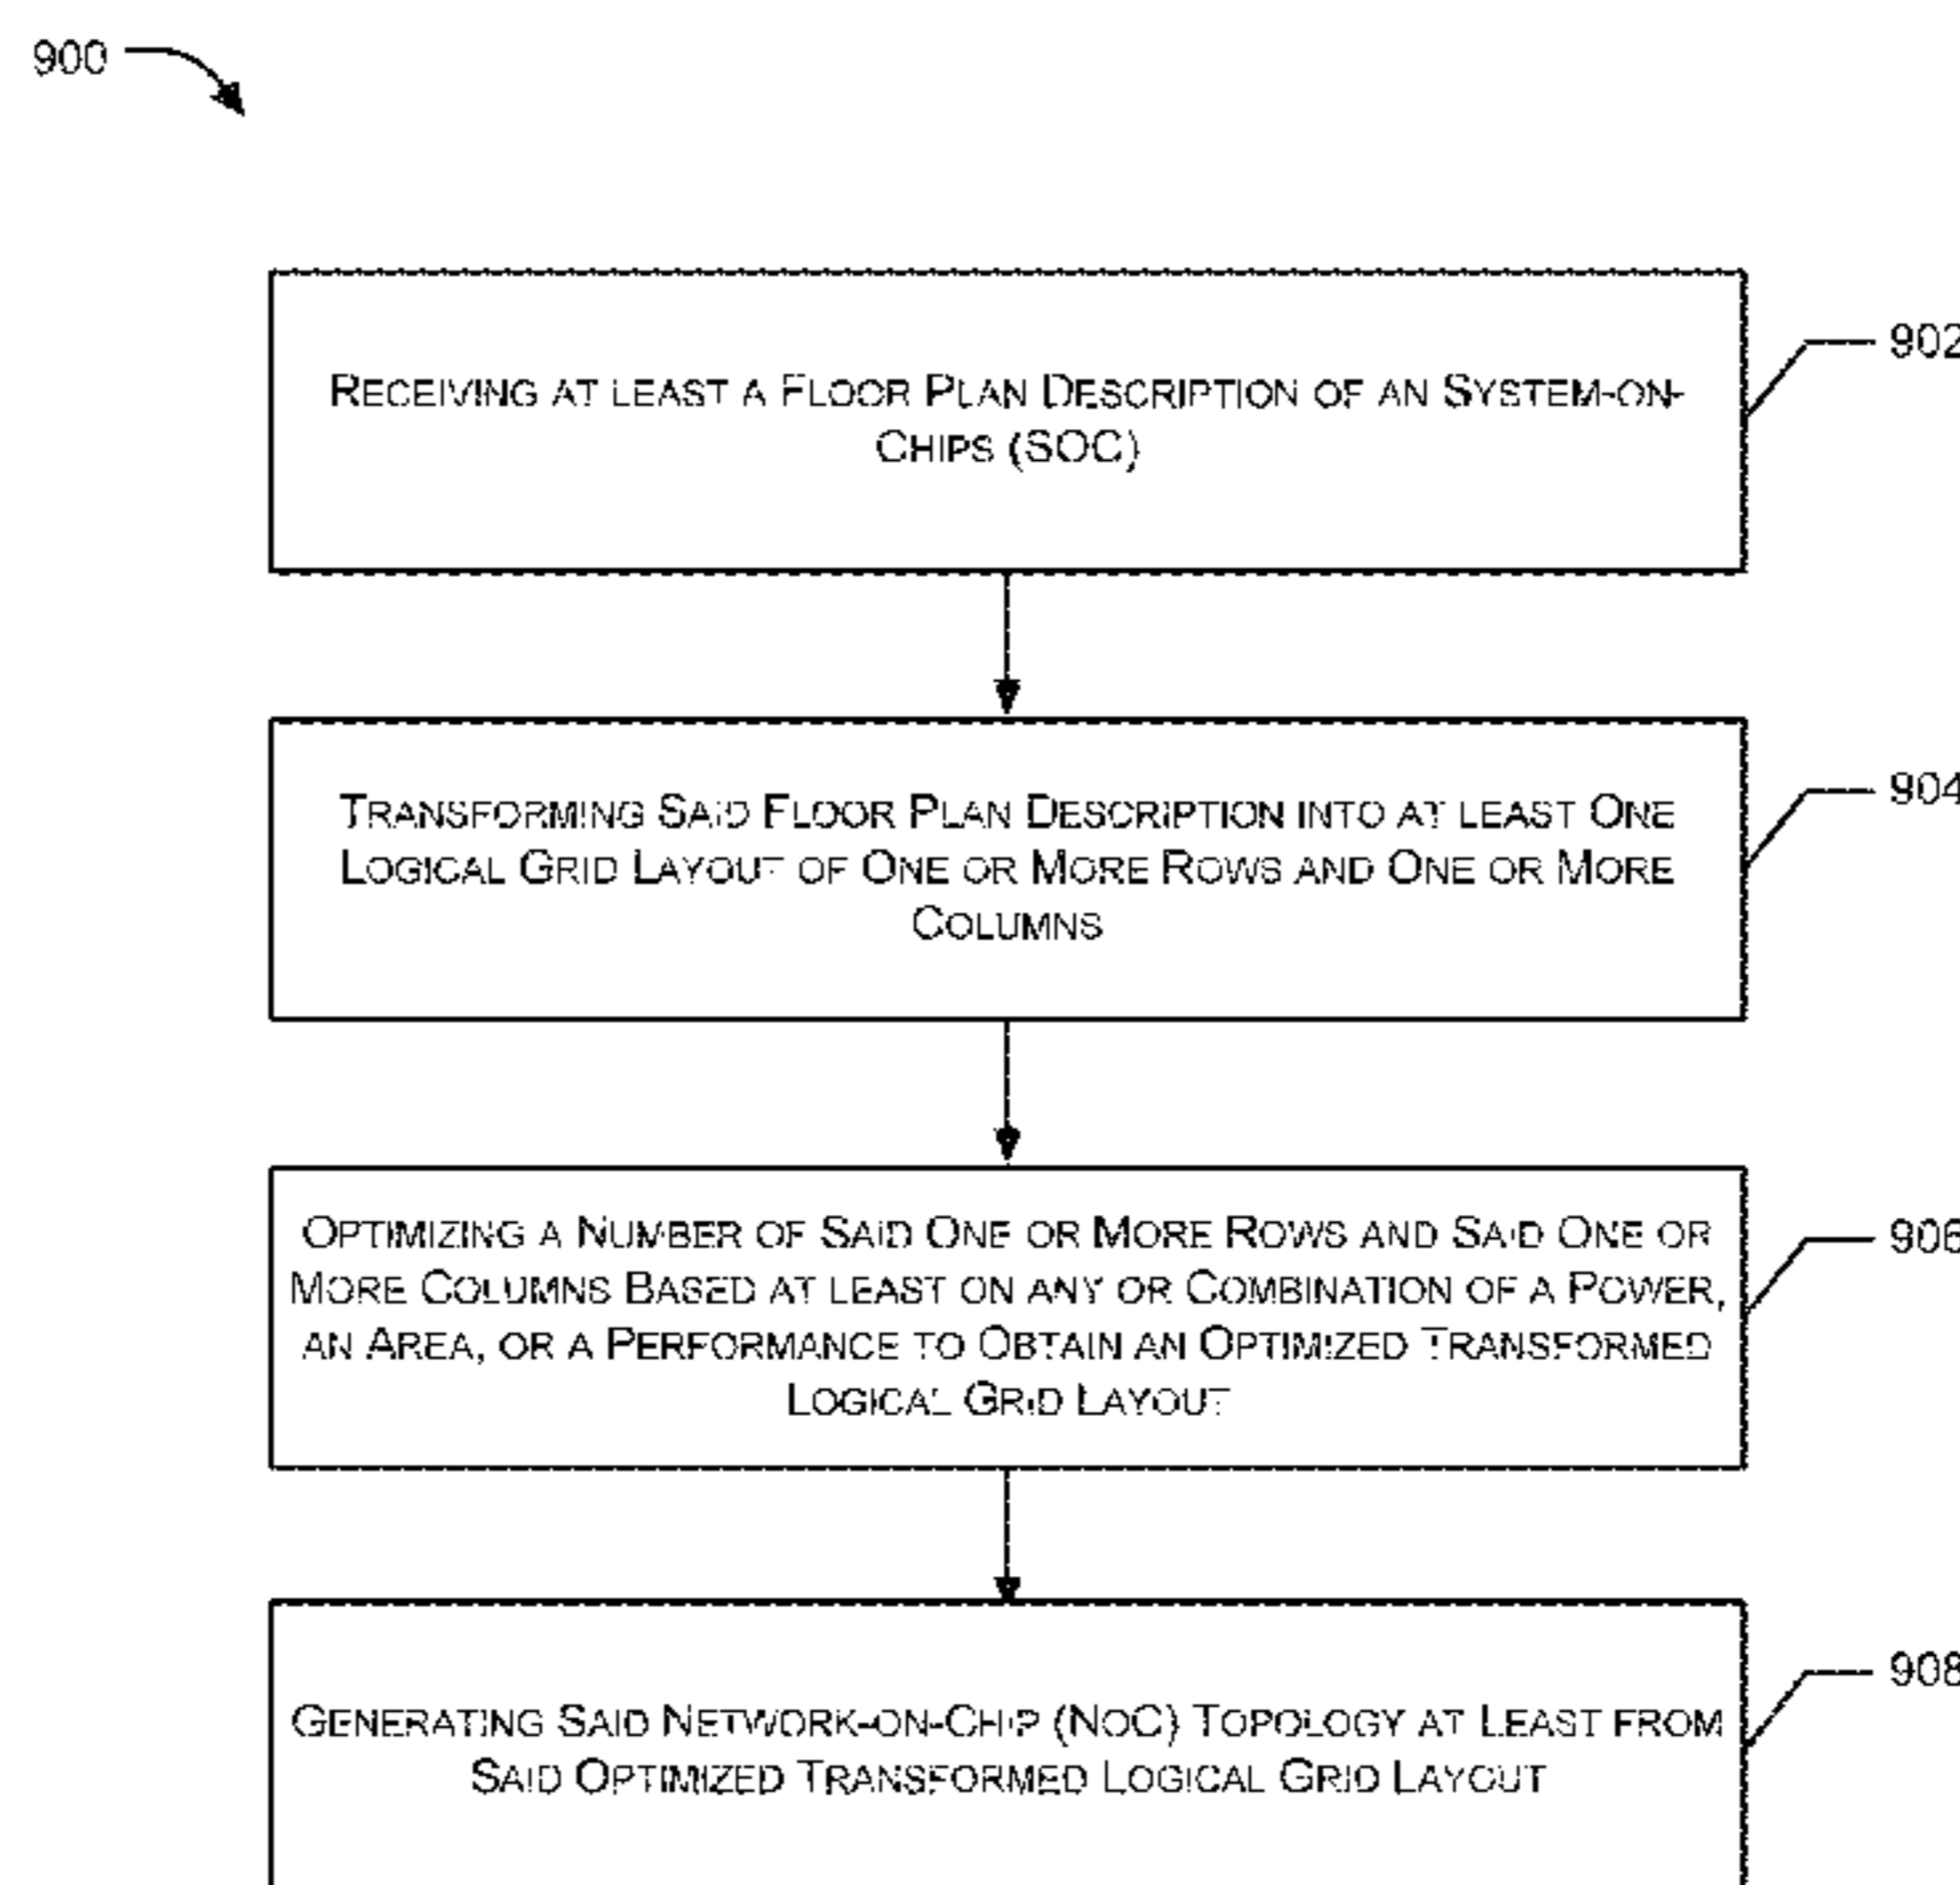 900
RECEIVING AT LEAST A FLOOR PLAN DESCRIPTION OF AN SYSTEM-ON-
CHIPS (SOC)
902
TRANSFORMING SAID FLOOR PLAN DESCRIPTION INTO AT LEAST ONE
LOGICAL GRID LAYOUT OF ONE OR MORE ROWS AND ONE OR MORE
COLUMNS
904
OPTIMIZING A NUMBER OF SAID ONE OR MORE ROWS AND SAID ONE OR
MORE COLUMNS BASED AT LEAST ON ANY OR COMBINATION OF A POWER,
AN AREA, OR A PERFORMANCE TO OBTAIN AN OPTIMIZED TRANSFORMED
LOGICAL GRID LAYOUT
906
GENERATING SAID NETWORK-ON-CHIP (NOC) TOPOLOGY AT LEAST FROM
SAID OPTIMIZED TRANSFORMED LOGICAL GRID LAYOUT
908